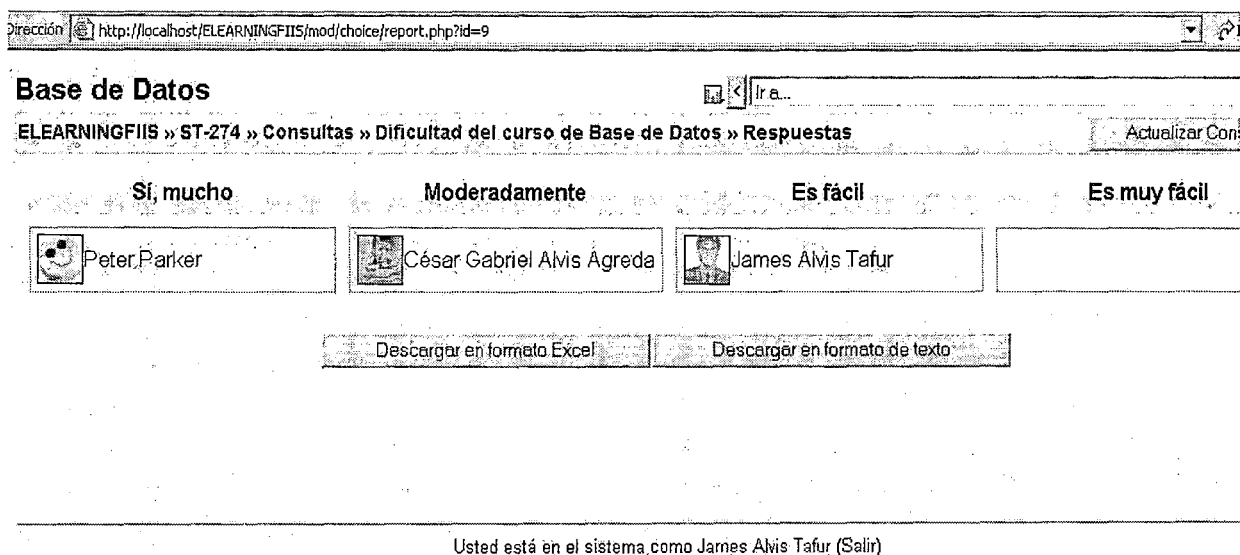 Dirección http://localhost/ELEARNINGFIIS/mod/choice/report.php?id=9
Base de Datos
Ir a...
ELEARNINGFIIS » ST-274 » Consultas » Dificultad del curso de Base de Datos » Respuestas
Actualizar Con
Sí, mucho Moderadamente Es fácil Es muy fácil
Peter Parker César Gabriel Alvis Agreda James Alvis Tafur
Descargar en formato Excel Descargar en formato de texto
Usted está en el sistema como James Alvis Tafur (Salir)